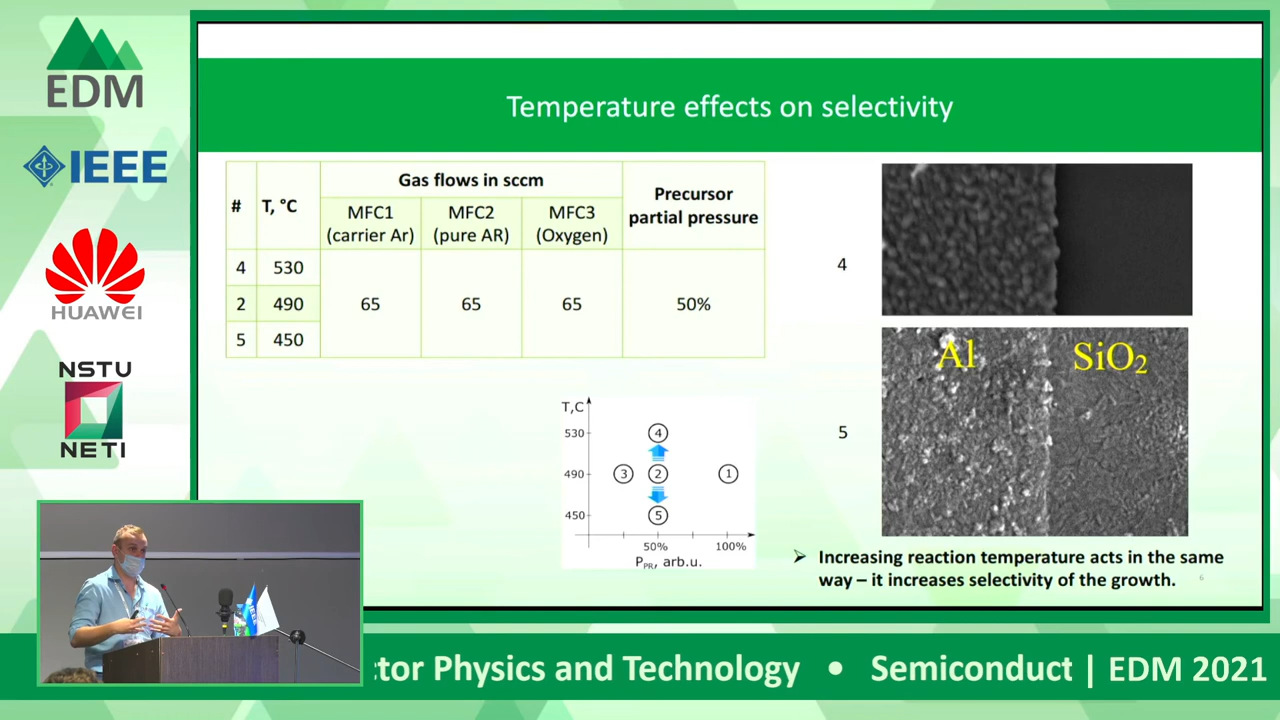 EDM
IEEE
HUAWEI
NSTU
NETI
Temperature effects on selectivity
# T, °C Gas flows in sccm Precursor partial pressure
MFC1 (carrier Ar) MFC2 (pure AR) MFC3 (Oxygen)
4 530
2 490 65 65 65 50%
5 450
4
Al SiO2
5
T,C
530 4
490 3 2 1
450 5
50% 100%
PPR, arb.u.
➢ Increasing reaction temperature acts in the same
way – it increases selectivity of the growth.
6
IEEE
ctor Physics and Technology • Semiconduct | EDM 2021